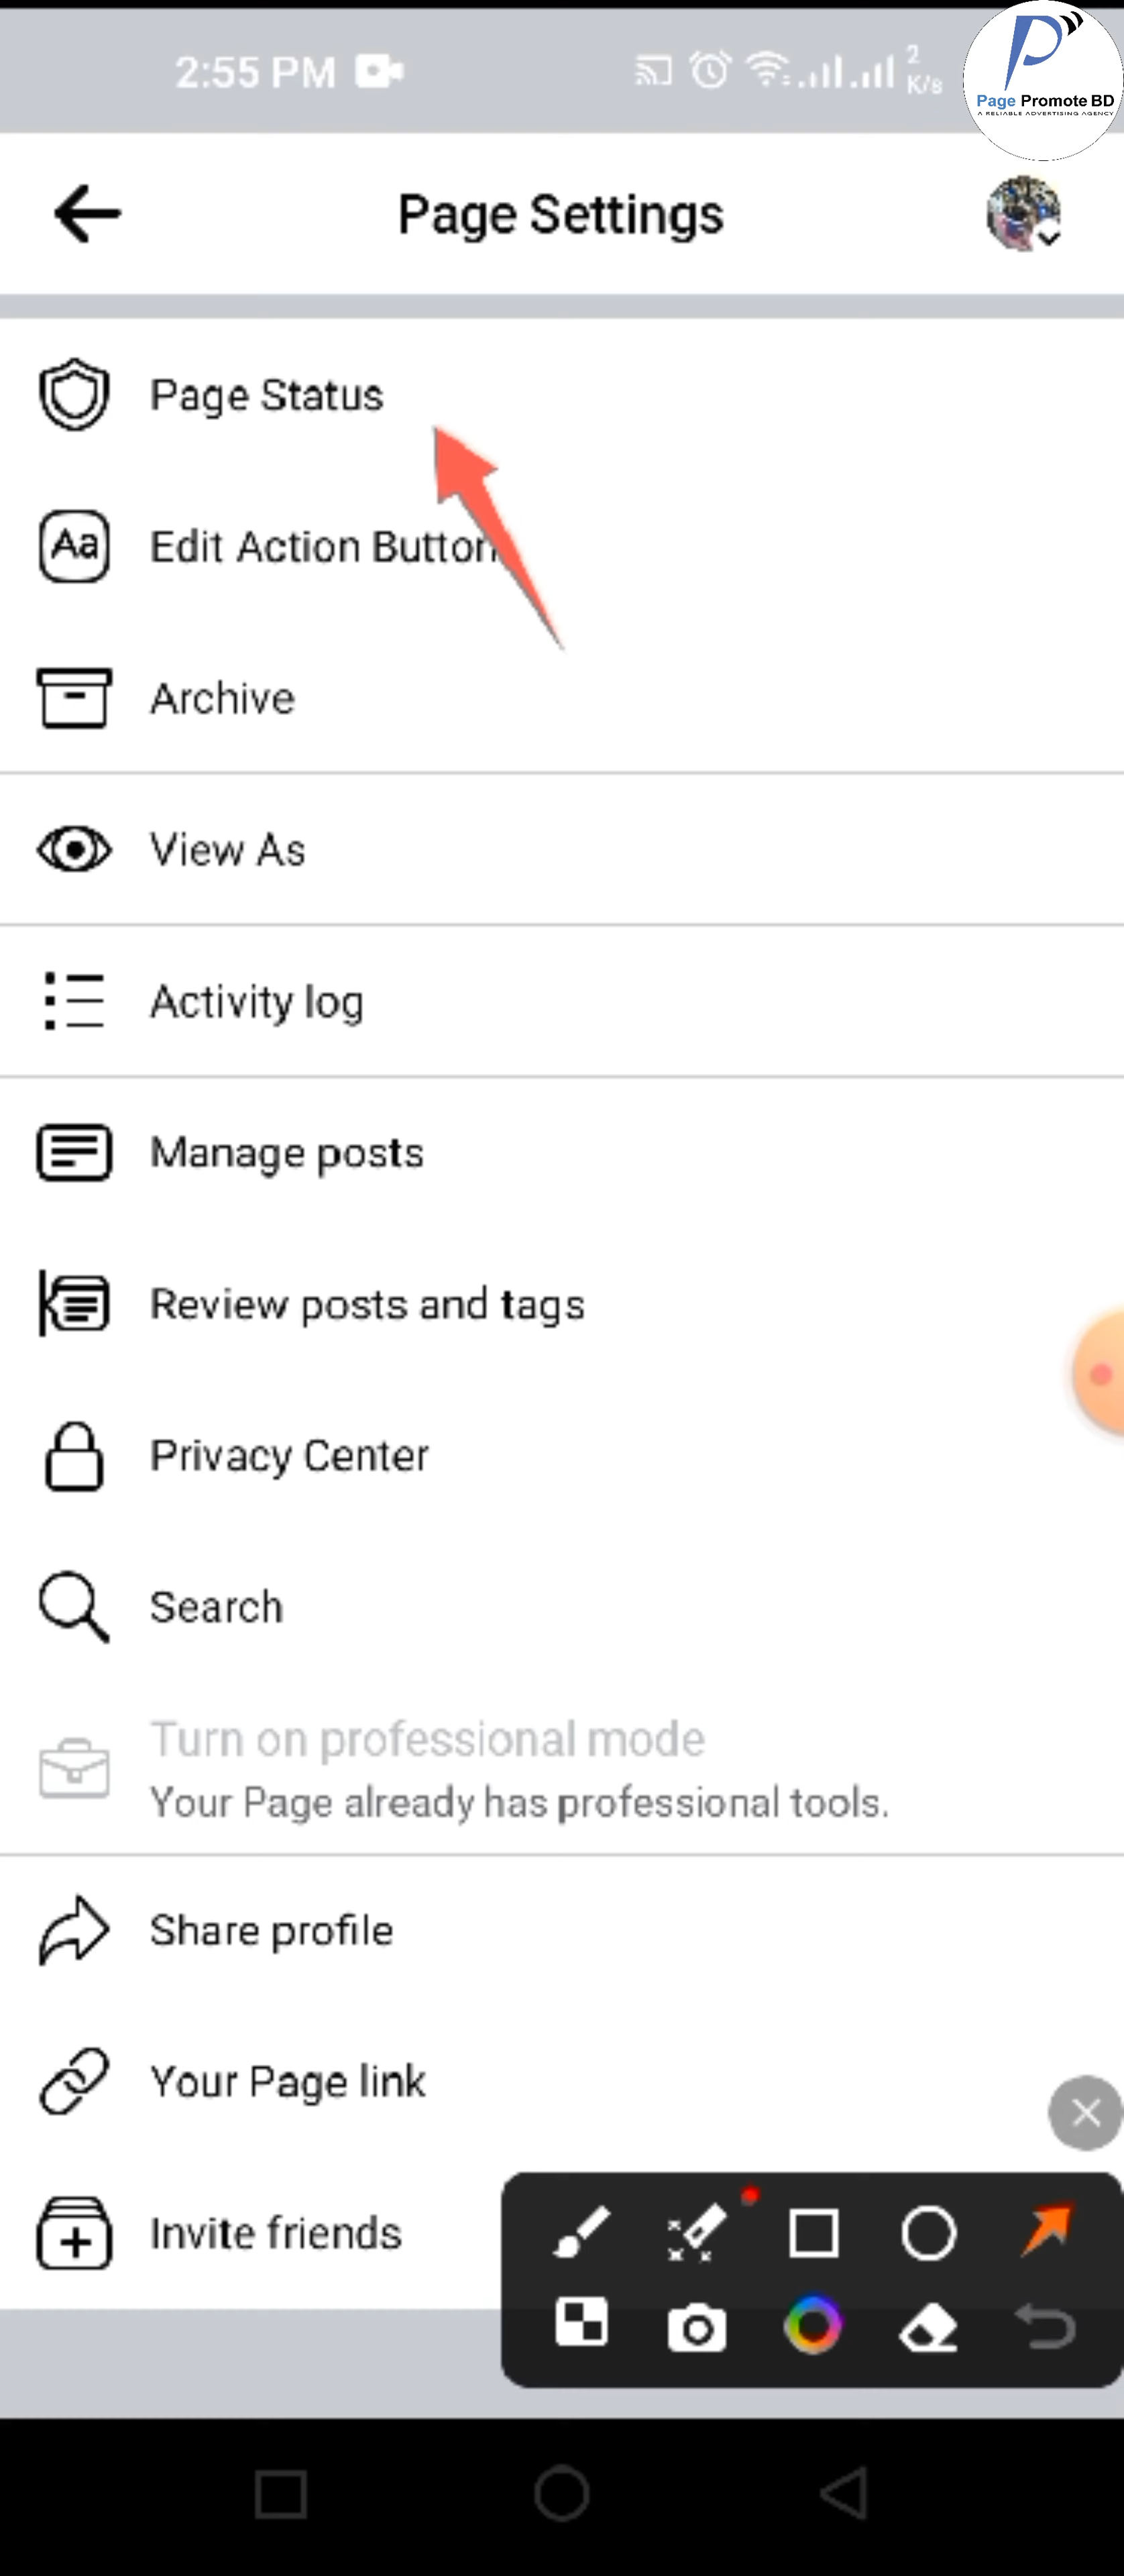 2:55 PM
2
K/s
Page Promote BD
A RELIABLE ADVERTISING AGENCY
Page Settings
Page Status
Aa
Edit Action Button
Archive
View As
Activity log
Manage posts
Review posts and tags
Privacy Center
Search
Turn on professional mode
Your Page already has professional tools.
Share profile
Your Page link
Invite friends